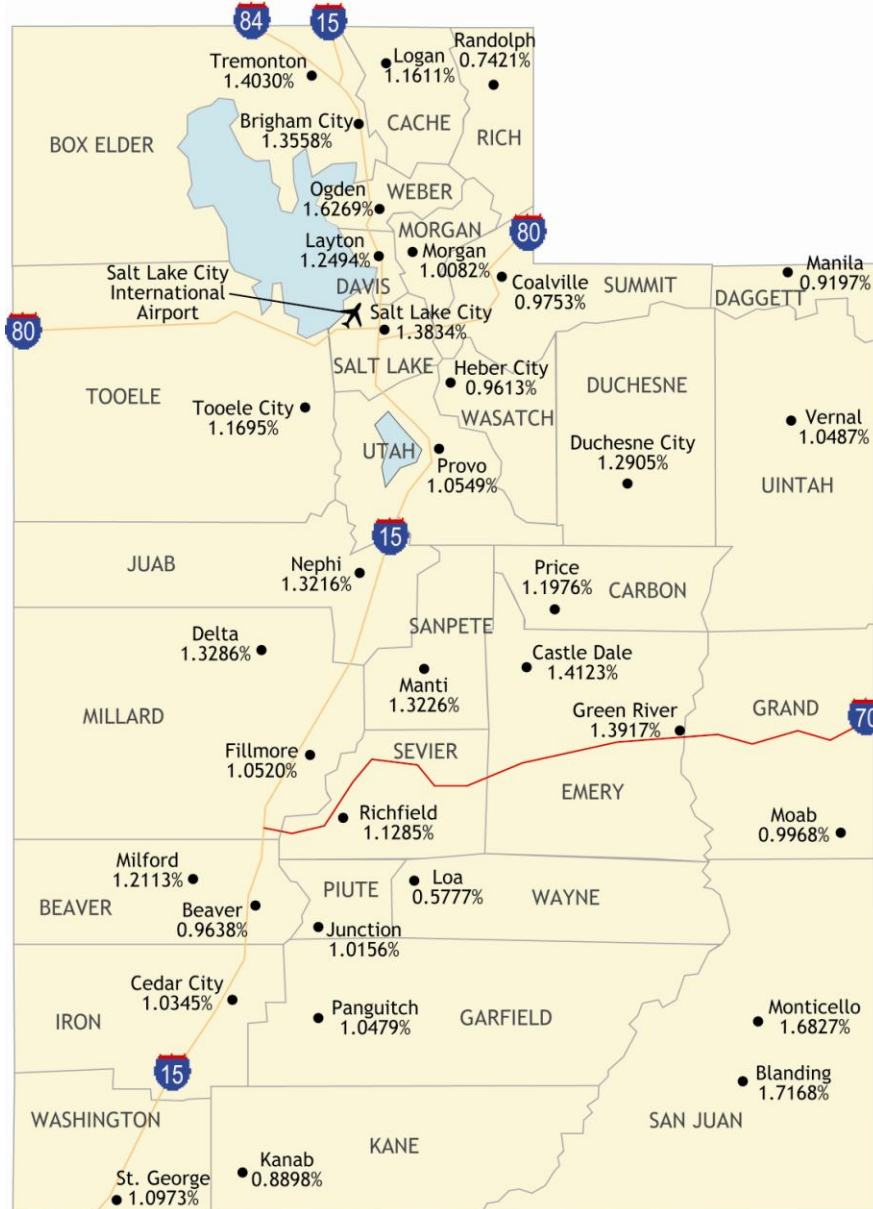 84
15
Tremonton
1.4030%
Logan
1.1611%
Randolph
0.7421%
Brigham City
1.3558%
CACHE
RICH
BOX ELDER
Ogden
1.6269%
WEBER
MORGAN
80
Layton
1.2494%
Morgan
1.0082%
Salt Lake City
International
Airport
DAVIS
Coalville
0.9753%
SUMMIT
Manila
0.9197%
DAGGETT
80
Salt Lake City
1.3834%
SALT LAKE
Heber City
0.9613%
DUCHESNE
TOOELE
Tooele City
1.1695%
WASATCH
Vernal
1.0487%
UTAH
Provo
1.0549%
Duchesne City
1.2905%
UINTAH
15
JUAB
Nephi
1.3216%
Price
1.1976%
CARBON
SANPETE
Delta
1.3286%
Manti
1.3226%
Castle Dale
1.4123%
MILLARD
Green River
1.3917%
GRAND
70
Fillmore
1.0520%
SEVIER
EMERY
Richfield
1.1285%
Moab
0.9968%
Milford
1.2113%
PIUTE
Loa
0.5777%
WAYNE
BEAVER
Beaver
0.9638%
Junction
1.0156%
Cedar City
1.0345%
IRON
Panguitch
1.0479%
GARFIELD
Monticello
1.6827%
15
Blanding
1.7168%
WASHINGTON
SAN JUAN
KANE
St. George
1.0973%
Kanab
0.8898%